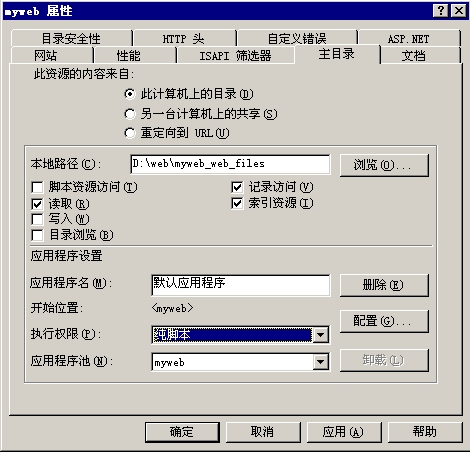 myweb 属性
目录安全性 HTTP 头 自定义错误 ASP.NET
网站 性能 ISAPI 筛选器 主目录 文档
此资源的内容来自:
此计算机上的目录(D)
另一台计算机上的共享(S)
重定向到 URL(U)
本地路径(C): D:\web\myweb_web_files 浏览(O)...
脚本资源访问(T) 记录访问(V)
读取(R) 索引资源(I)
写入(W)
目录浏览(B)
应用程序设置
应用程序名(M): 默认应用程序 删除(E)
开始位置: <myweb>
配置(G)...
执行权限(P): 纯脚本
应用程序池(N): myweb 卸载(L)
确定 取消 应用(A) 帮助